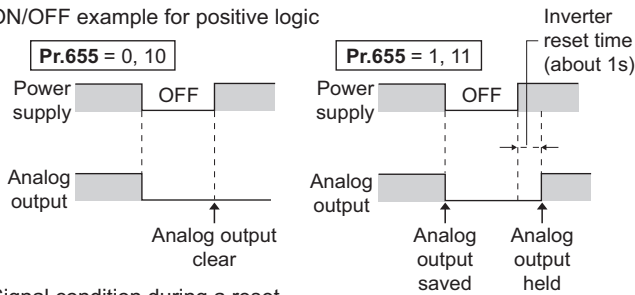 ON/OFF example for positive logic
Pr.655 = 0, 10
Power supply
OFF
Analog output
Analog output clear
Pr.655 = 1, 11
Inverter reset time (about 1s)
Power supply
OFF
Analog output
Analog output saved
Analog output held
Signal condition during a reset